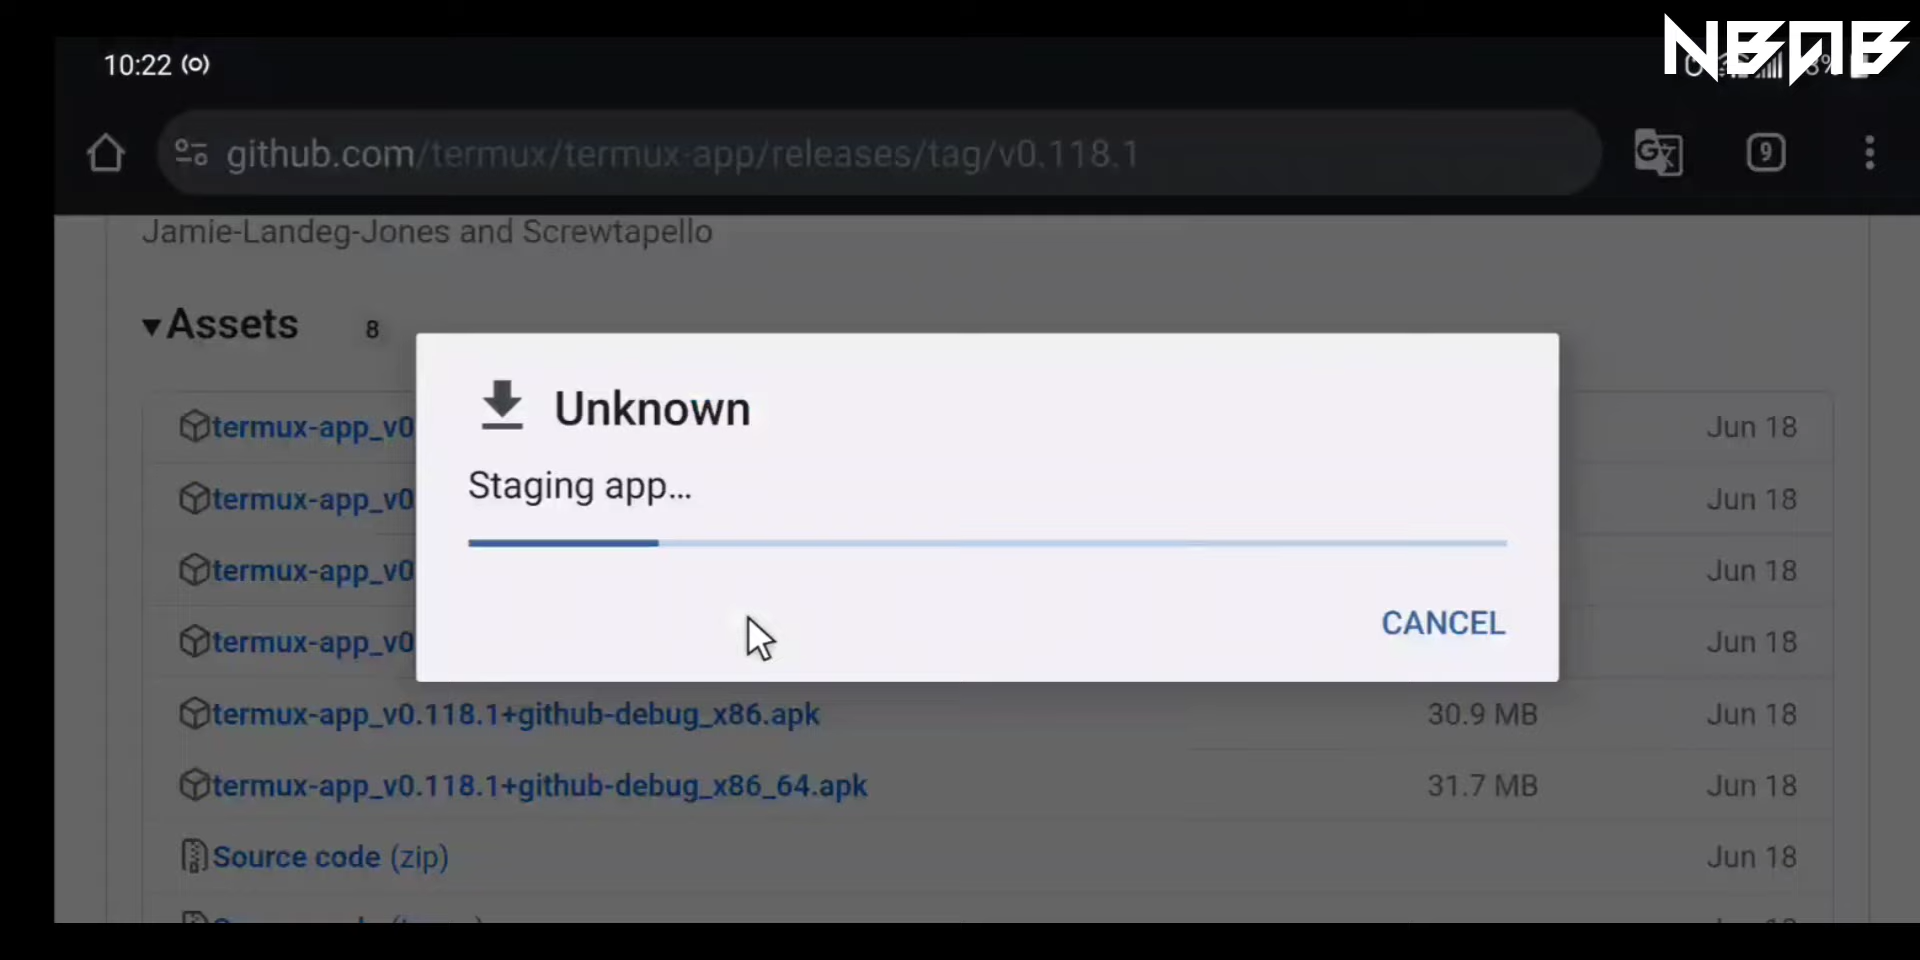 NBAB
10:22
github.com/termux/termux-app/releases/tag/v0.118.1
9
Jamie-Landeg-Jones and Screwtapello
Assets 8
Unknown
Staging app...
CANCEL
termux-app_v0 Jun 18
termux-app_v0 Jun 18
termux-app_v0 Jun 18
termux-app_v0 Jun 18
termux-app_v0.118.1+github-debug_x86.apk 30.9 MB Jun 18
termux-app_v0.118.1+github-debug_x86_64.apk 31.7 MB Jun 18
Source code (zip) Jun 18